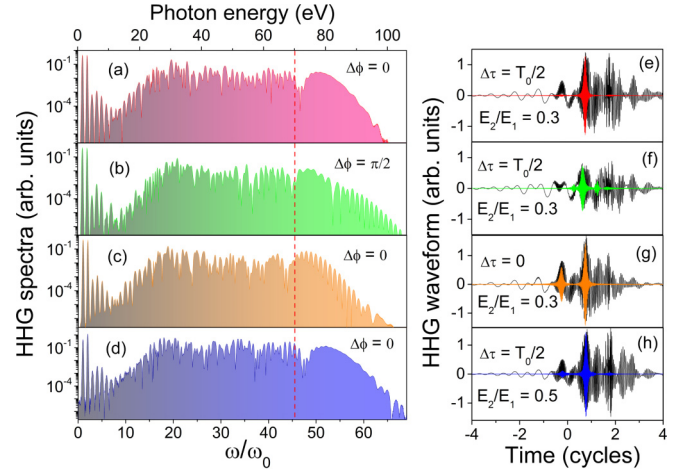 Photon energy (eV)
0 20 40 60 80 100
HHG spectra (arb. units)
10⁻¹
10⁻⁴
(a)
Δϕ = 0
10⁻¹
10⁻⁴
(b)
Δϕ = π/2
10⁻¹
10⁻⁴
(c)
Δϕ = 0
10⁻¹
10⁻⁴
(d)
Δϕ = 0
0 10 20 30 40 50 60
ω/ω₀
HHG waveform (arb. units)
1
0
-1
(e)
Δτ = T₀/2
E₂/E₁ = 0.3
1
0
-1
(f)
Δτ = T₀/2
E₂/E₁ = 0.3
1
0
-1
(g)
Δτ = 0
E₂/E₁ = 0.3
1
0
-1
(h)
Δτ = T₀/2
E₂/E₁ = 0.5
-4 -2 0 2 4
Time (cycles)